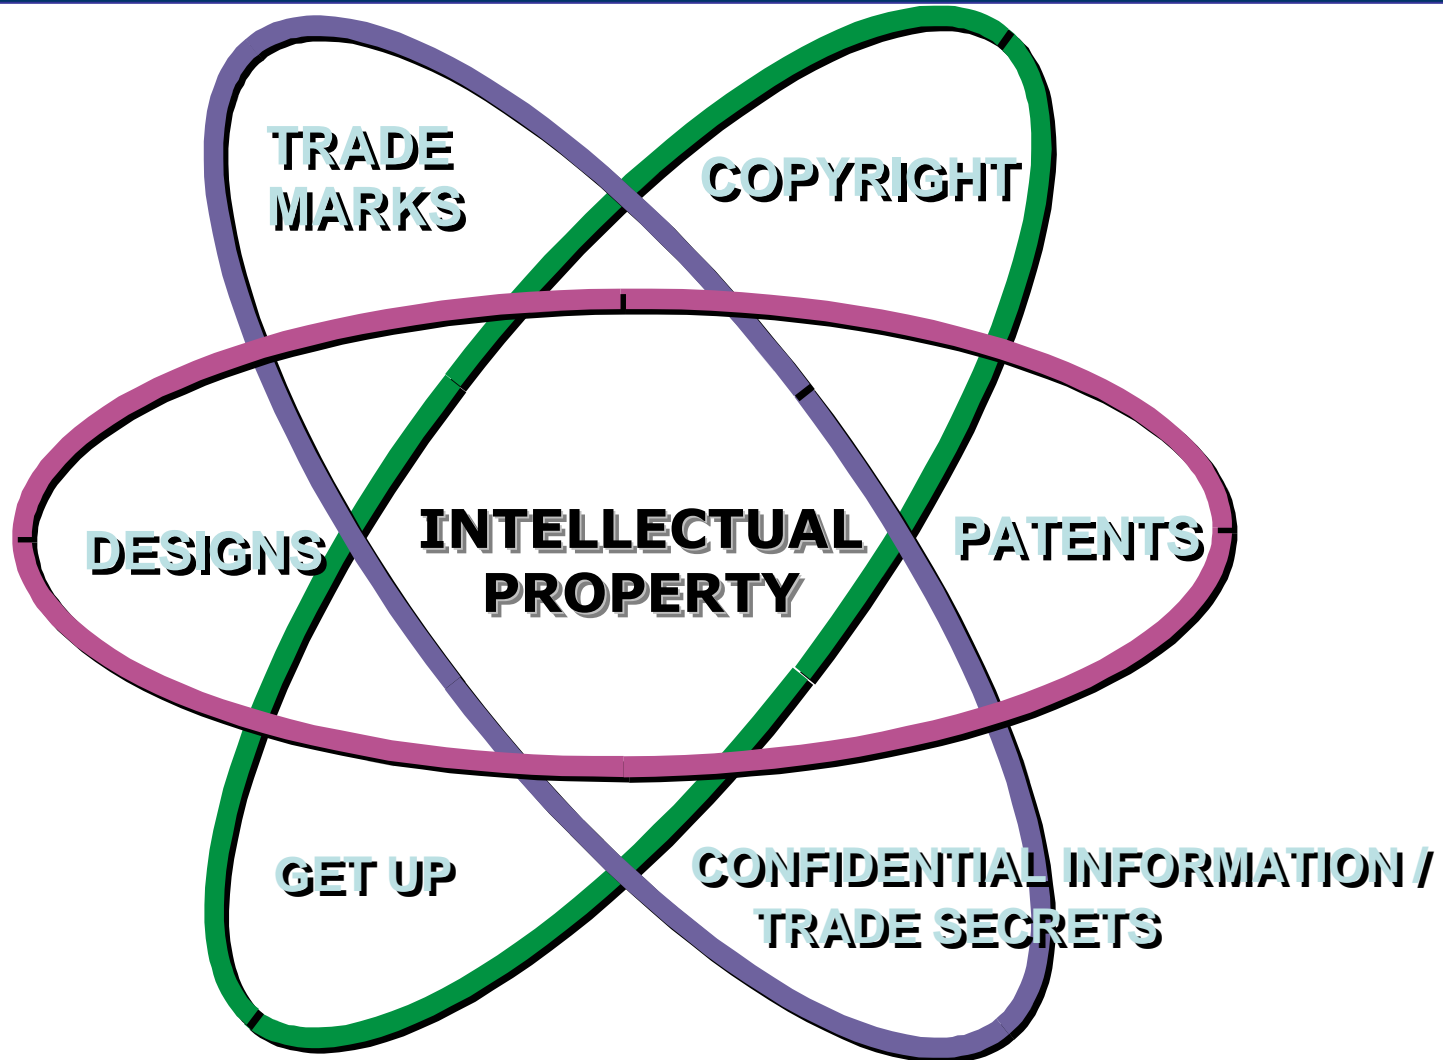 TRADE
MARKS
COPYRIGHT
DESIGNS
INTELLECTUAL
PROPERTY
PATENTS
GET UP
CONFIDENTIAL INFORMATION /
TRADE SECRETS